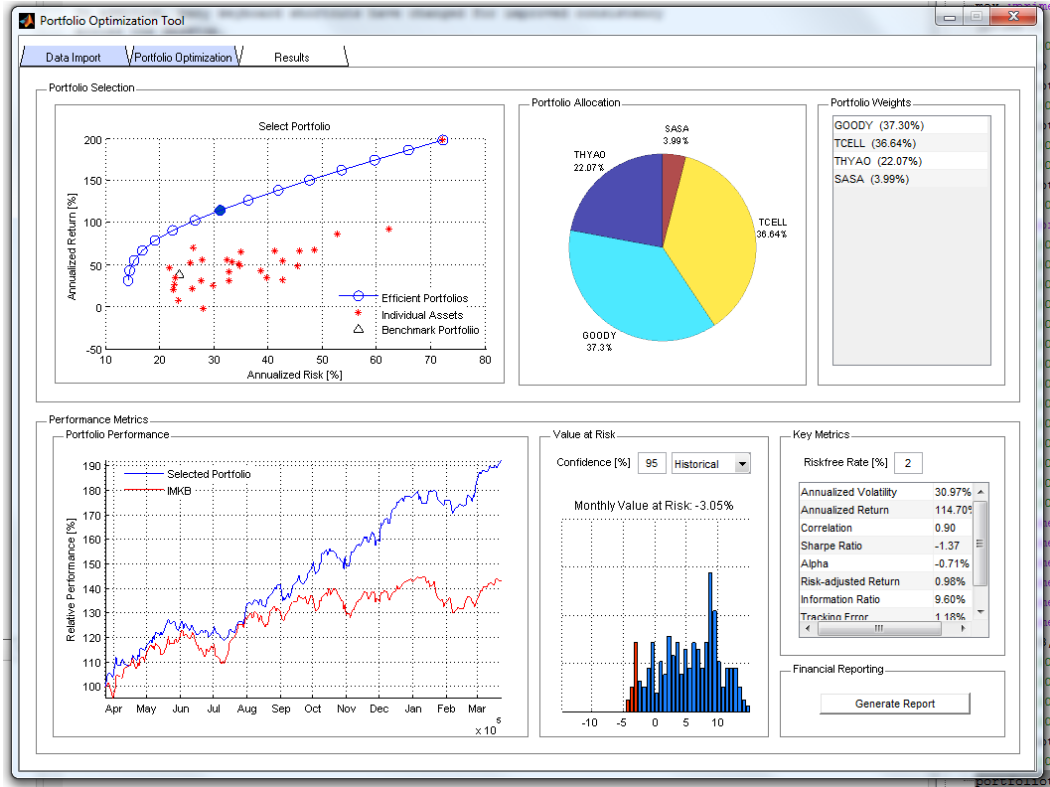 Portfolio Optimization Tool
Data Import
Portfolio Optimization
Results
Portfolio Selection
Select Portfolio
Annualized Return [%]
200
150
100
50
0
-50
10 20 30 40 50 60 70 80
Annualized Risk [%]
Efficient Portfolios
Individual Assets
Benchmark Portfoliio
Portfolio Allocation
SASA
3.99 %
THYAO
22.07 %
TCELL
36.64%
GOODY
37.3 %
Portfolio Weights
GOODY (37.30%)
TCELL (36.64%)
THYAO (22.07%)
SASA (3.99%)
Performance Metrics
Portfolio Performance
Relative Performance [%]
190
180
170
160
150
140
130
120
110
100
Selected Portfolio
IMKB
Apr May Jun Jul Aug Sep Oct Nov Dec Jan Feb Mar
x 10^5
Value at Risk
Confidence [%] 95 Historical
Monthly Value at Risk: -3.05%
-10 -5 0 5 10
Key Metrics
Riskfree Rate [%] 2
Annualized Volatility 30.97%
Annualized Return 114.70%
Correlation 0.90
Sharpe Ratio -1.37
Alpha -0.71%
Risk-adjusted Return 0.98%
Information Ratio 9.60%
Tracking Error 1.18%
Financial Reporting
Generate Report